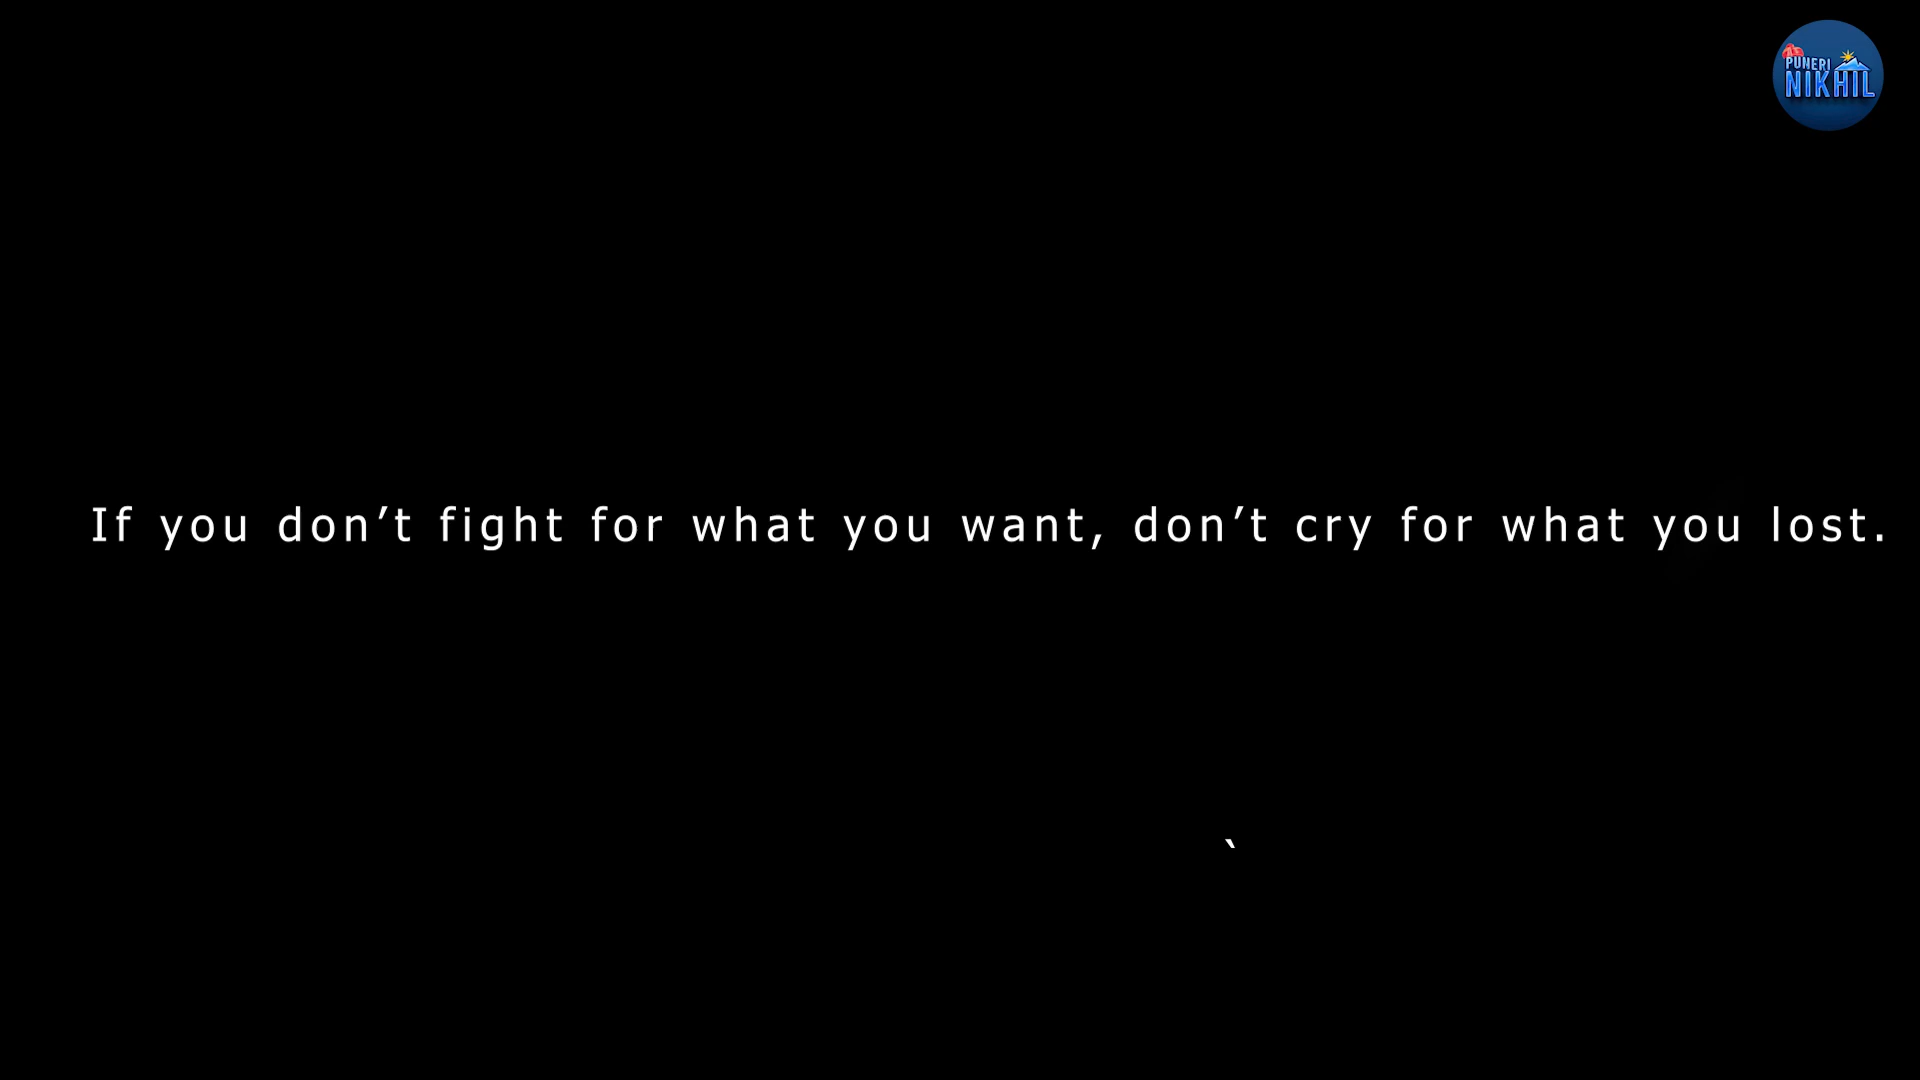 PUNERI
NIKHIL
If you don’t fight for what you want, don’t cry for what you lost.
`